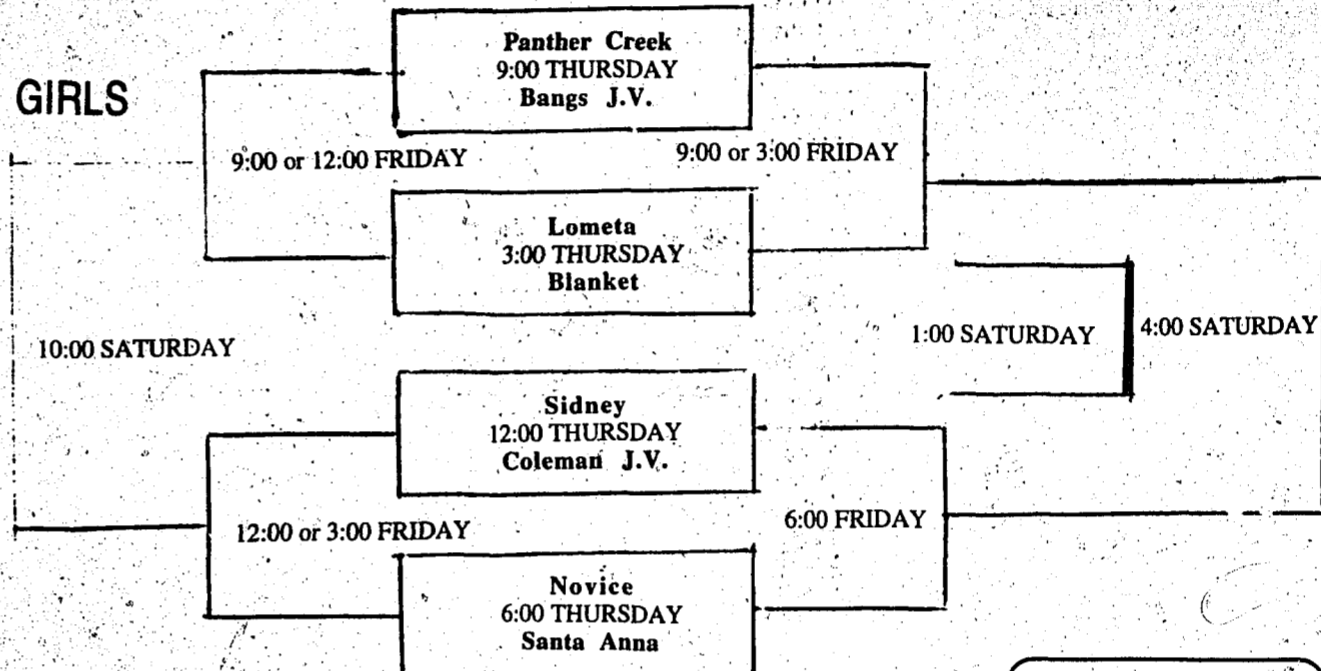 GIRLS
Panther Creek
9:00 THURSDAY
Bangs J.V.
9:00 or 12:00 FRIDAY
9:00 or 3:00 FRIDAY
Lometa
3:00 THURSDAY
Blanket
10:00 SATURDAY
1:00 SATURDAY
4:00 SATURDAY
Sidney
12:00 THURSDAY
Coleman J.V.
12:00 or 3:00 FRIDAY
6:00 FRIDAY
Novice
6:00 THURSDAY
Santa Anna